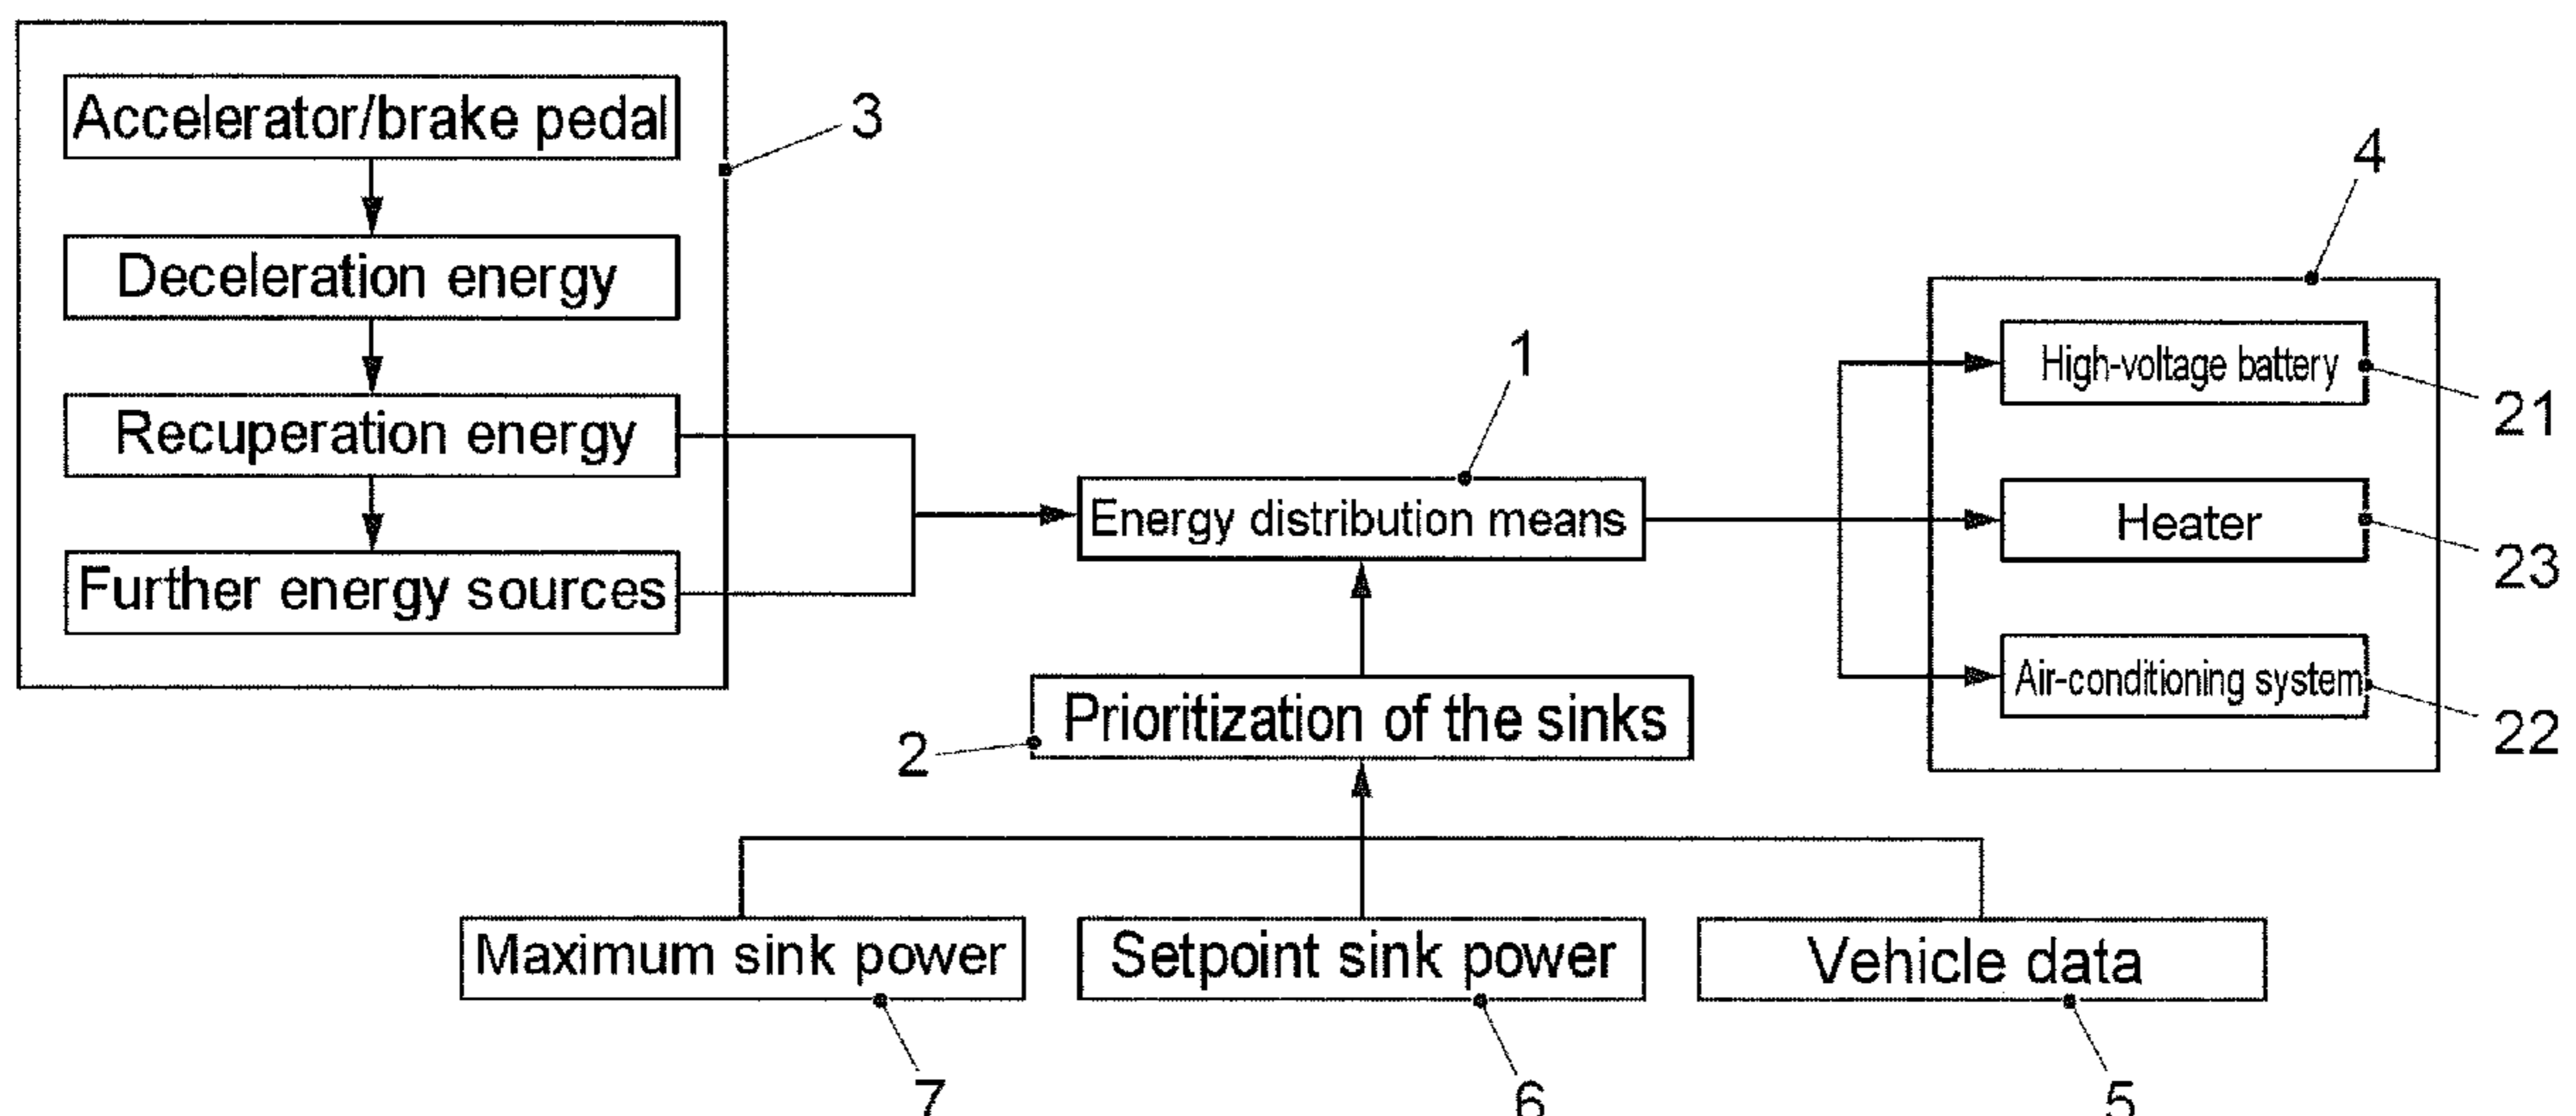 Accelerator/brake pedal
3
Deceleration energy
Recuperation energy
Further energy sources
1
Energy distribution means
2
Prioritization of the sinks
4
High-voltage battery
21
Heater
23
Air-conditioning system
22
Maximum sink power
7
Setpoint sink power
6
Vehicle data
5